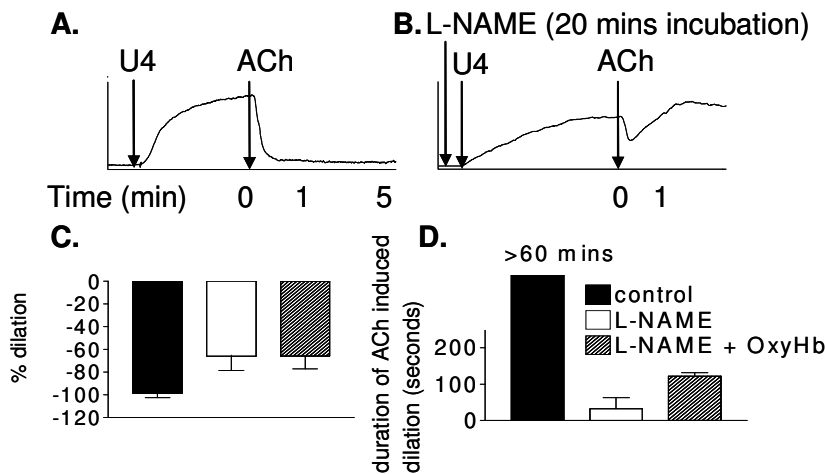 A.
U4
ACh
Time (min)
0
1
5
B. L-NAME (20 mins incubation)
U4
ACh
0
1
C.
% dilation
0
-20
-40
-60
-80
-100
-120
D.
duration of ACh induced
dilation (seconds)
>60 mins
control
L-NAME
L-NAME + OxyHb
200
100
0